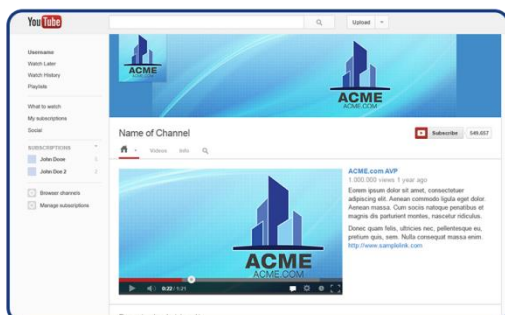 YouTube
Upload
Username
Watch Later
Watch History
Playlists
What to watch
My subscriptions
Social
SUBSCRIPTIONS
John Doue
John Doe 2
Browser channels
Manage subscriptions
ACME
ACME.COM
ACME
ACME.COM
Name of Channel
Subscribe 549.657
Videos Info
ACME
ACME.COM
0:22 / 1:21
ACME.com AVP
1.000.000 views 1 year ago
Eorem ipsum dolor sit amet, consectetuer
adipiscing elit. Aenean commodo ligula eget dolor.
Aenean massa. Cum sociis natoque penatibus et
magnis dis parturient montes, nascetur ridiculus.
Donec quam felis, ultricies nec, pellentesque eu,
pretium quis, sem. Nulla consequat massa enim.
http://www.samplelink.com